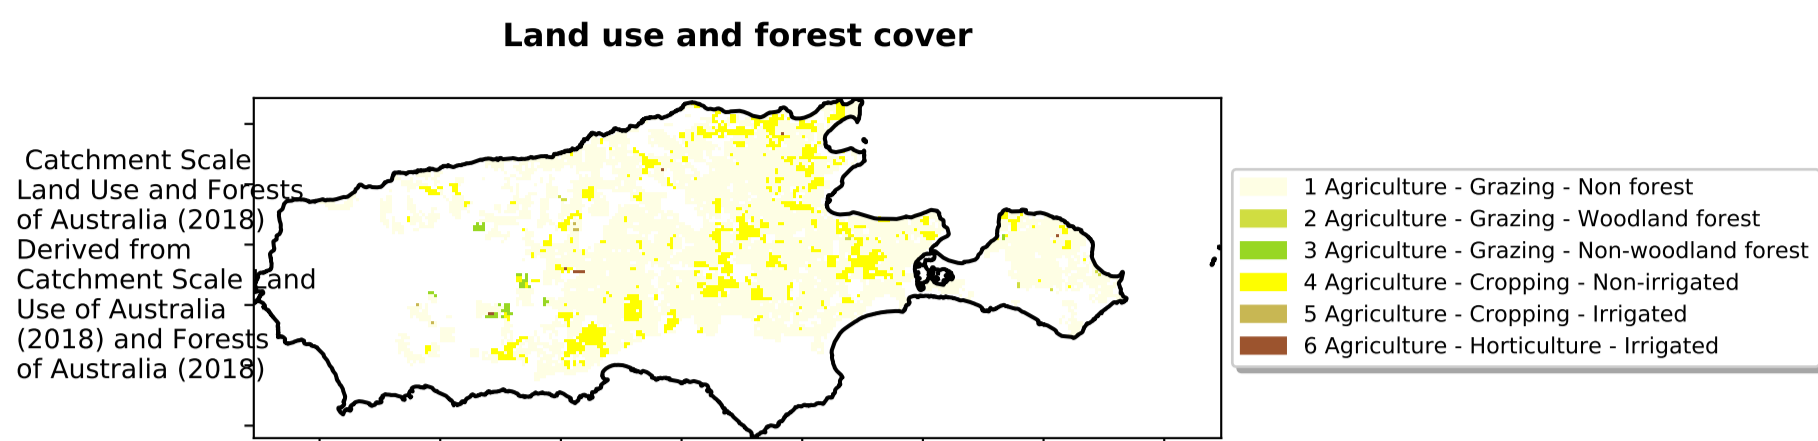 Land use and forest cover
Catchment Scale
Land Use and Forests
of Australia (2018)
Derived from
Catchment Scale Land
Use of Australia
(2018) and Forests
of Australia (2018)
1 Agriculture - Grazing - Non forest
2 Agriculture - Grazing - Woodland forest
3 Agriculture - Grazing - Non-woodland forest
4 Agriculture - Cropping - Non-irrigated
5 Agriculture - Cropping - Irrigated
6 Agriculture - Horticulture - Irrigated